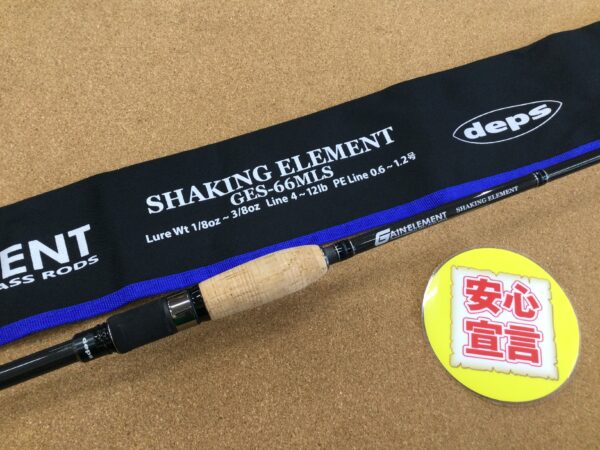 deps
SHAKING ELEMENT
GES-66MLS
Lure Wt 1/8oz~3/8oz Line 4~12lb PE Line 0.6~1.2号
ENT
ASS RODS
GAINELEMENT SHAKING ELEMENT
deps
安心
宣言